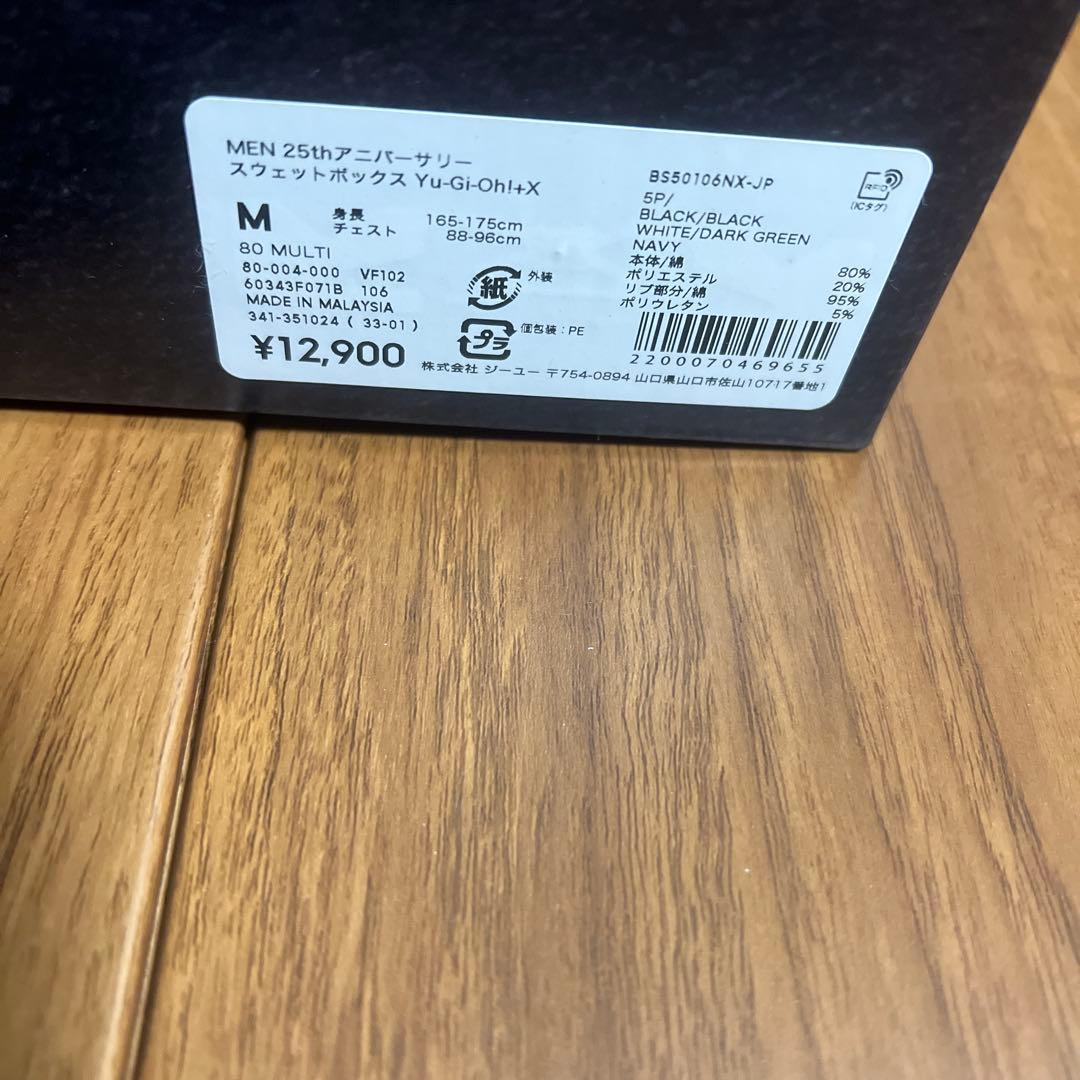 MEN 25thアニバーサリー
スウェットボックス Yu-Gi-Oh!+X
M 身長 165-175cm
チェスト 88-96cm
80 MULTI
80-004-000 VF102
60343F071B 106
MADE IN MALAYSIA
341-351024 ( 33-01 )
¥12,900
紙 外装
プラ 個包装：PE
BS50106NX-JP
5P/
BLACK/BLACK
WHITE/DARK GREEN
NAVY
本体/綿 80%
ポリエステル 20%
リブ部分/綿 95%
ポリウレタン 5%
RFID
(ICタグ)
2200070469655
株式会社 ジーユー 〒754-0894 山口県山口市佐山10717番地1